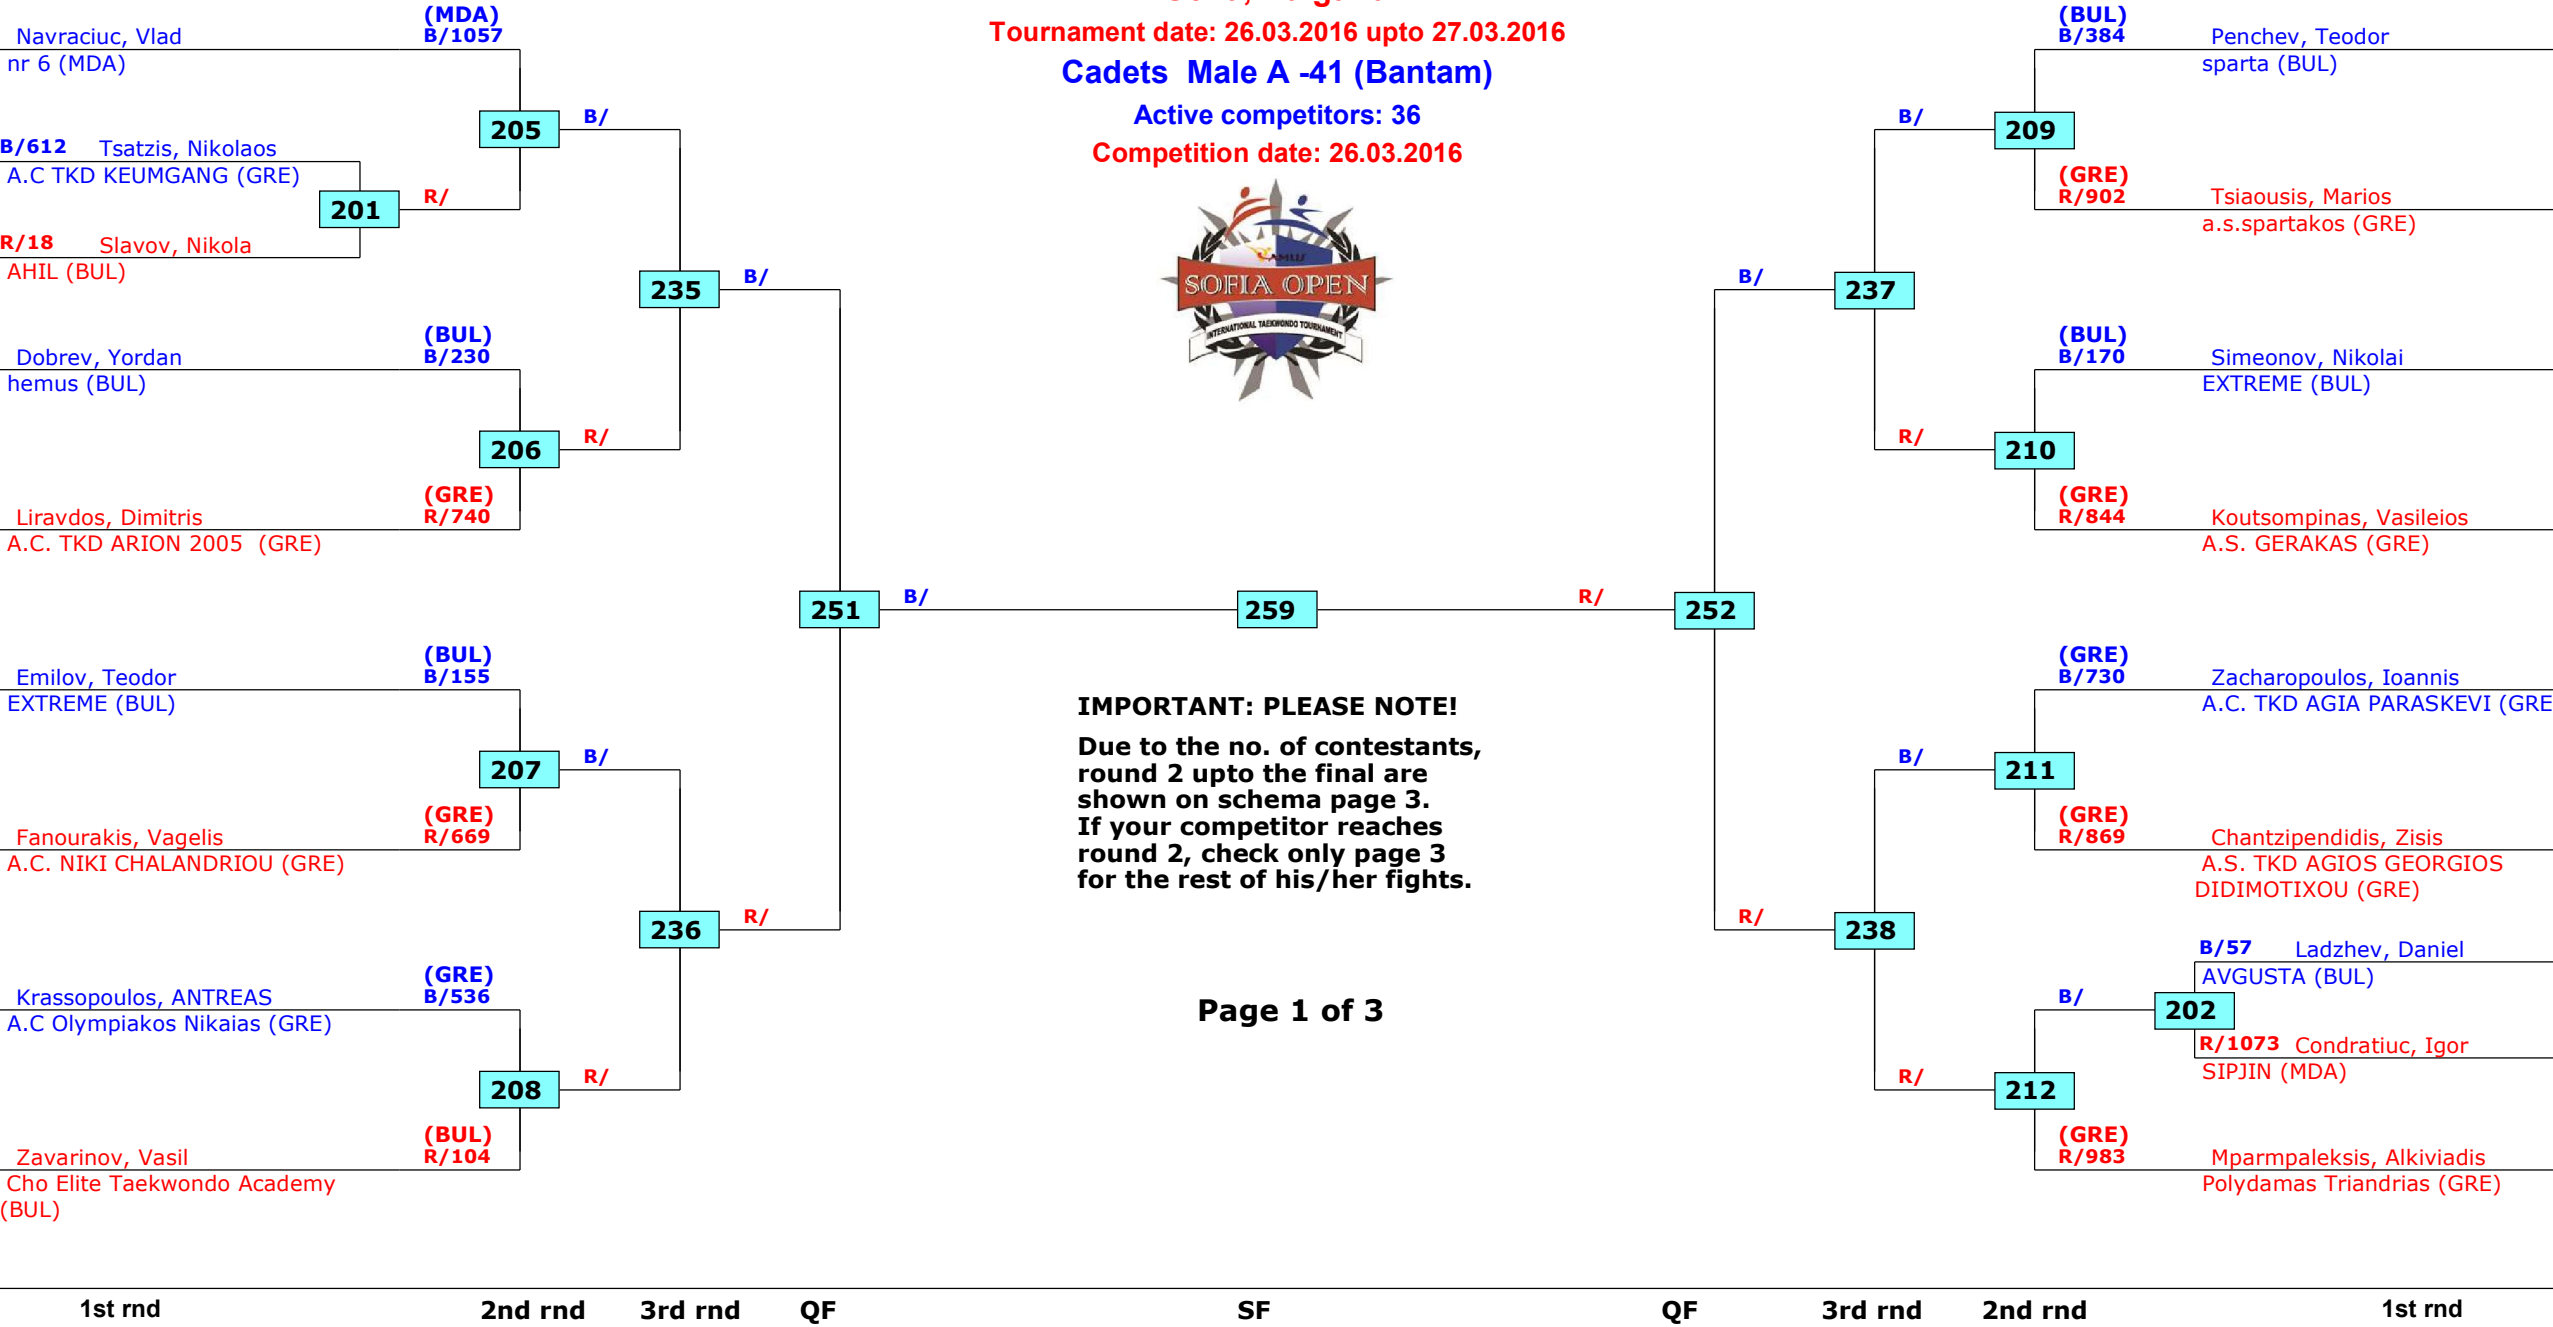 Tournament date: 26.03.2016 upto 27.03.2016
Cadets  Male A -41 (Bantam)
Active competitors: 36
Competition date: 26.03.2016
SOFIA OPEN
INTERNATIONAL TAEKWONDO TOURNAMENT
(MDA)
Navraciuc, Vlad B/1057
nr 6 (MDA)
205 B/
B/612 Tsatzis, Nikolaos
A.C TKD KEUMGANG (GRE)
201 R/
R/18 Slavov, Nikola
AHIL (BUL)
235 B/
(BUL)
Dobrev, Yordan B/230
hemus (BUL)
206 R/
(GRE)
Liravdos, Dimitris R/740
A.C. TKD ARION 2005  (GRE)
251 B/
259
R/ 252
(BUL)
Emilov, Teodor B/155
EXTREME (BUL)
207 B/
(GRE)
Fanourakis, Vagelis R/669
A.C. NIKI CHALANDRIOU (GRE)
236 R/
(GRE)
Krassopoulos, ANTREAS B/536
A.C Olympiakos Nikaias (GRE)
208 R/
(BUL)
Zavarinov, Vasil R/104
Cho Elite Taekwondo Academy
(BUL)
IMPORTANT: PLEASE NOTE!
Due to the no. of contestants,
round 2 upto the final are
shown on schema page 3.
If your competitor reaches
round 2, check only page 3
for the rest of his/her fights.
Page 1 of 3
(BUL)
B/384 Penchev, Teodor
sparta (BUL)
B/ 209
(GRE)
R/902 Tsiaousis, Marios
a.s.spartakos (GRE)
B/ 237
(BUL)
B/170 Simeonov, Nikolai
EXTREME (BUL)
R/ 210
(GRE)
R/844 Koutsompinas, Vasileios
A.S. GERAKAS (GRE)
(GRE)
B/730 Zacharopoulos, Ioannis
A.C. TKD AGIA PARASKEVI (GRE
B/ 211
(GRE)
R/869 Chantzipendidis, Zisis
A.S. TKD AGIOS GEORGIOS
DIDIMOTIXOU (GRE)
R/ 238
B/57 Ladzhev, Daniel
AVGUSTA (BUL)
B/ 202
R/1073 Condratiuc, Igor
SIPJIN (MDA)
R/ 212
(GRE)
R/983 Mparmpaleksis, Alkiviadis
Polydamas Triandrias (GRE)
1st rnd 2nd rnd 3rd rnd QF SF QF 3rd rnd 2nd rnd 1st rnd